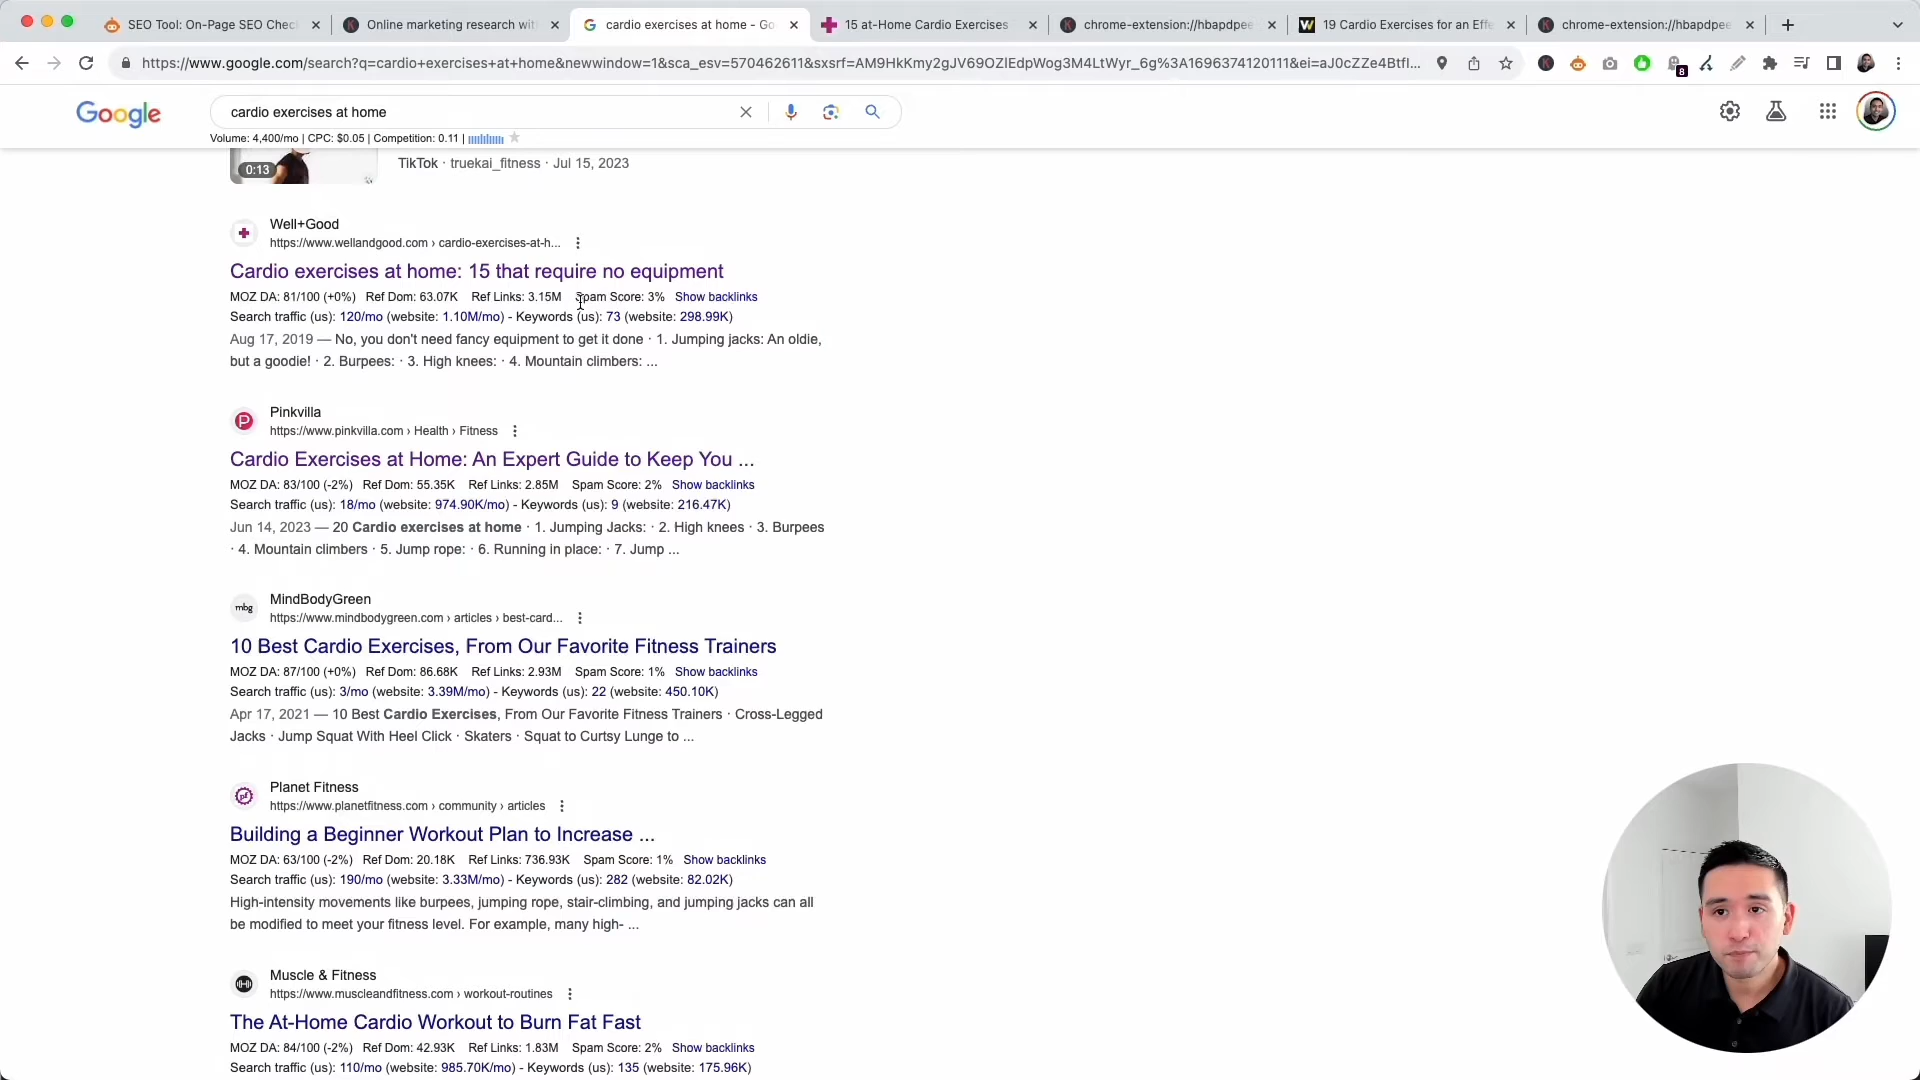 SEO Tool: On-Page SEO Chec
Online marketing research wit
cardio exercises at home - Go
15 at-Home Cardio Exercises
chrome-extension://hbapdpee
19 Cardio Exercises for an Effe
chrome-extension://hbapdpee
https://www.google.com/search?q=cardio+exercises+at+home&newwindow=1&sca_esv=570462611&sxsrf=AM9HkKmy2gJV69OZlEdpWog3M4LtWyr_6g%3A1696374120111&ei=aJ0cZZe4Btfl...
8
Google
cardio exercises at home
Volume: 4,400/mo | CPC: $0.05 | Competition: 0.11 |
0:13
TikTok · truekai_fitness · Jul 15, 2023
Well+Good
https://www.wellandgood.com › cardio-exercises-at-h...
Cardio exercises at home: 15 that require no equipment
MOZ DA: 81/100 (+0%) Ref Dom: 63.07K Ref Links: 3.15M Spam Score: 3% Show backlinks
Search traffic (us): 120/mo (website: 1.10M/mo) - Keywords (us): 73 (website: 298.99K)
Aug 17, 2019 — No, you don't need fancy equipment to get it done · 1. Jumping jacks: An oldie,
but a goodie! · 2. Burpees: · 3. High knees: · 4. Mountain climbers: ...
Pinkvilla
https://www.pinkvilla.com › Health › Fitness
Cardio Exercises at Home: An Expert Guide to Keep You ...
MOZ DA: 83/100 (-2%) Ref Dom: 55.35K Ref Links: 2.85M Spam Score: 2% Show backlinks
Search traffic (us): 18/mo (website: 974.90K/mo) - Keywords (us): 9 (website: 216.47K)
Jun 14, 2023 — 20 Cardio exercises at home · 1. Jumping Jacks: · 2. High knees · 3. Burpees
· 4. Mountain climbers · 5. Jump rope: · 6. Running in place: · 7. Jump ...
mbg
MindBodyGreen
https://www.mindbodygreen.com › articles › best-card...
10 Best Cardio Exercises, From Our Favorite Fitness Trainers
MOZ DA: 87/100 (+0%) Ref Dom: 86.68K Ref Links: 2.93M Spam Score: 1% Show backlinks
Search traffic (us): 3/mo (website: 3.39M/mo) - Keywords (us): 22 (website: 450.10K)
Apr 17, 2021 — 10 Best Cardio Exercises, From Our Favorite Fitness Trainers · Cross-Legged
Jacks · Jump Squat With Heel Click · Skaters · Squat to Curtsy Lunge to ...
Planet Fitness
https://www.planetfitness.com › community › articles
Building a Beginner Workout Plan to Increase ...
MOZ DA: 63/100 (-2%) Ref Dom: 20.18K Ref Links: 736.93K Spam Score: 1% Show backlinks
Search traffic (us): 190/mo (website: 3.33M/mo) - Keywords (us): 282 (website: 82.02K)
High-intensity movements like burpees, jumping rope, stair-climbing, and jumping jacks can all
be modified to meet your fitness level. For example, many high- ...
Muscle & Fitness
https://www.muscleandfitness.com › workout-routines
The At-Home Cardio Workout to Burn Fat Fast
MOZ DA: 84/100 (-2%) Ref Dom: 42.93K Ref Links: 1.83M Spam Score: 2% Show backlinks
Search traffic (us): 110/mo (website: 985.70K/mo) - Keywords (us): 135 (website: 175.96K)